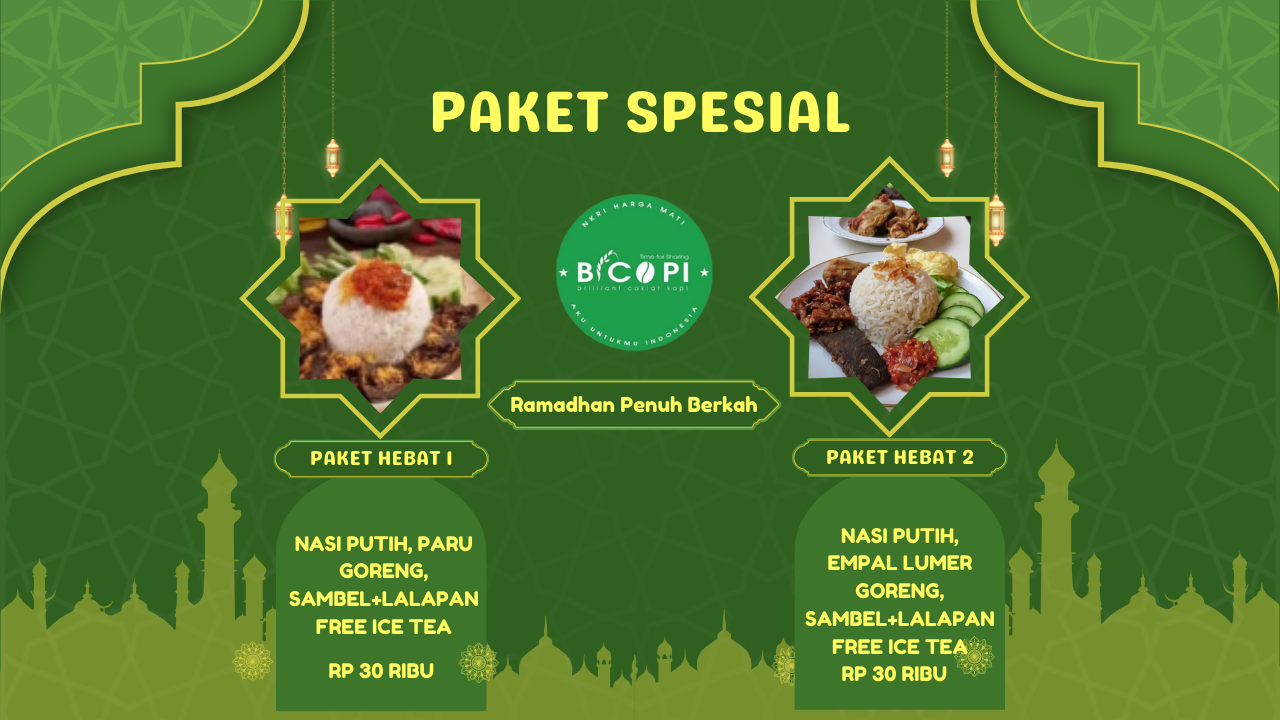 PAKET SPESIAL
NKRI HARGA MATI
Time for Sharing
BICOPI
brilliant coklat kopi
AKU UNTUKMU INDONESIA
Ramadhan Penuh Berkah
PAKET HEBAT 1
NASI PUTIH, PARU
GORENG,
SAMBEL+LALAPAN
FREE ICE TEA
RP 30 RIBU
PAKET HEBAT 2
NASI PUTIH,
EMPAL LUMER
GORENG,
SAMBEL+LALAPAN
FREE ICE TEA
RP 30 RIBU